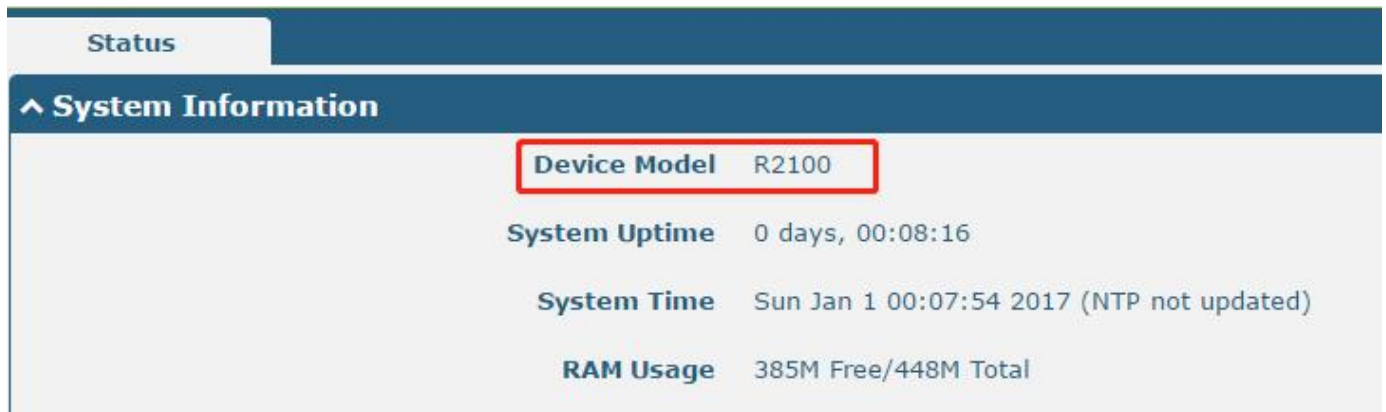 Status
System Information
Device Model R2100
System Uptime 0 days, 00:08:16
System Time Sun Jan 1 00:07:54 2017 (NTP not updated)
RAM Usage 385M Free/448M Total